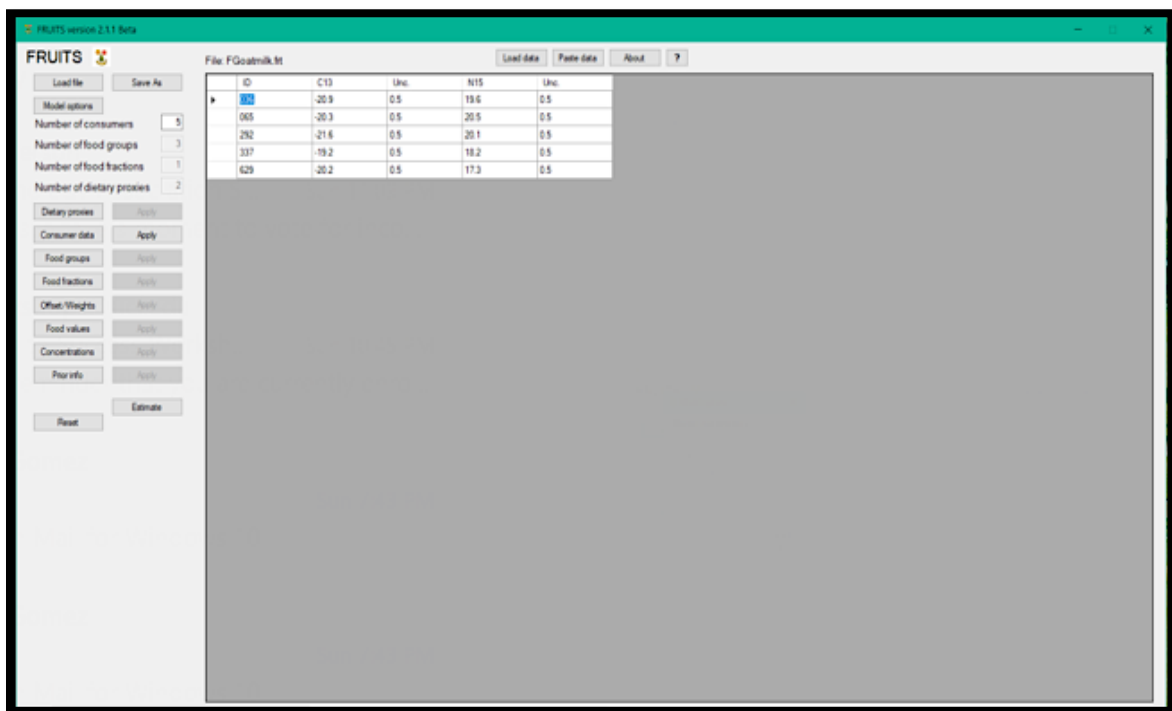 FRUITS version 2.1.1 Beta
FRUITS
File: FGoatmilk.frt
Load data Paste data About ?
Load file Save As
Model options
Number of consumers 5
Number of food groups 3
Number of food fractions 1
Number of dietary proxies 2
Dietary proxies Apply
Consumer data Apply
Food groups Apply
Food fractions Apply
Offset/Weights Apply
Food values Apply
Concentrations Apply
Prior info Apply
Estimate
Reset
ID C13 Unc. N15 Unc.
-20.9 0.5 19.6 0.5
065 -20.3 0.5 20.5 0.5
292 -21.6 0.5 20.1 0.5
337 -19.2 0.5 18.2 0.5
629 -20.2 0.5 17.3 0.5